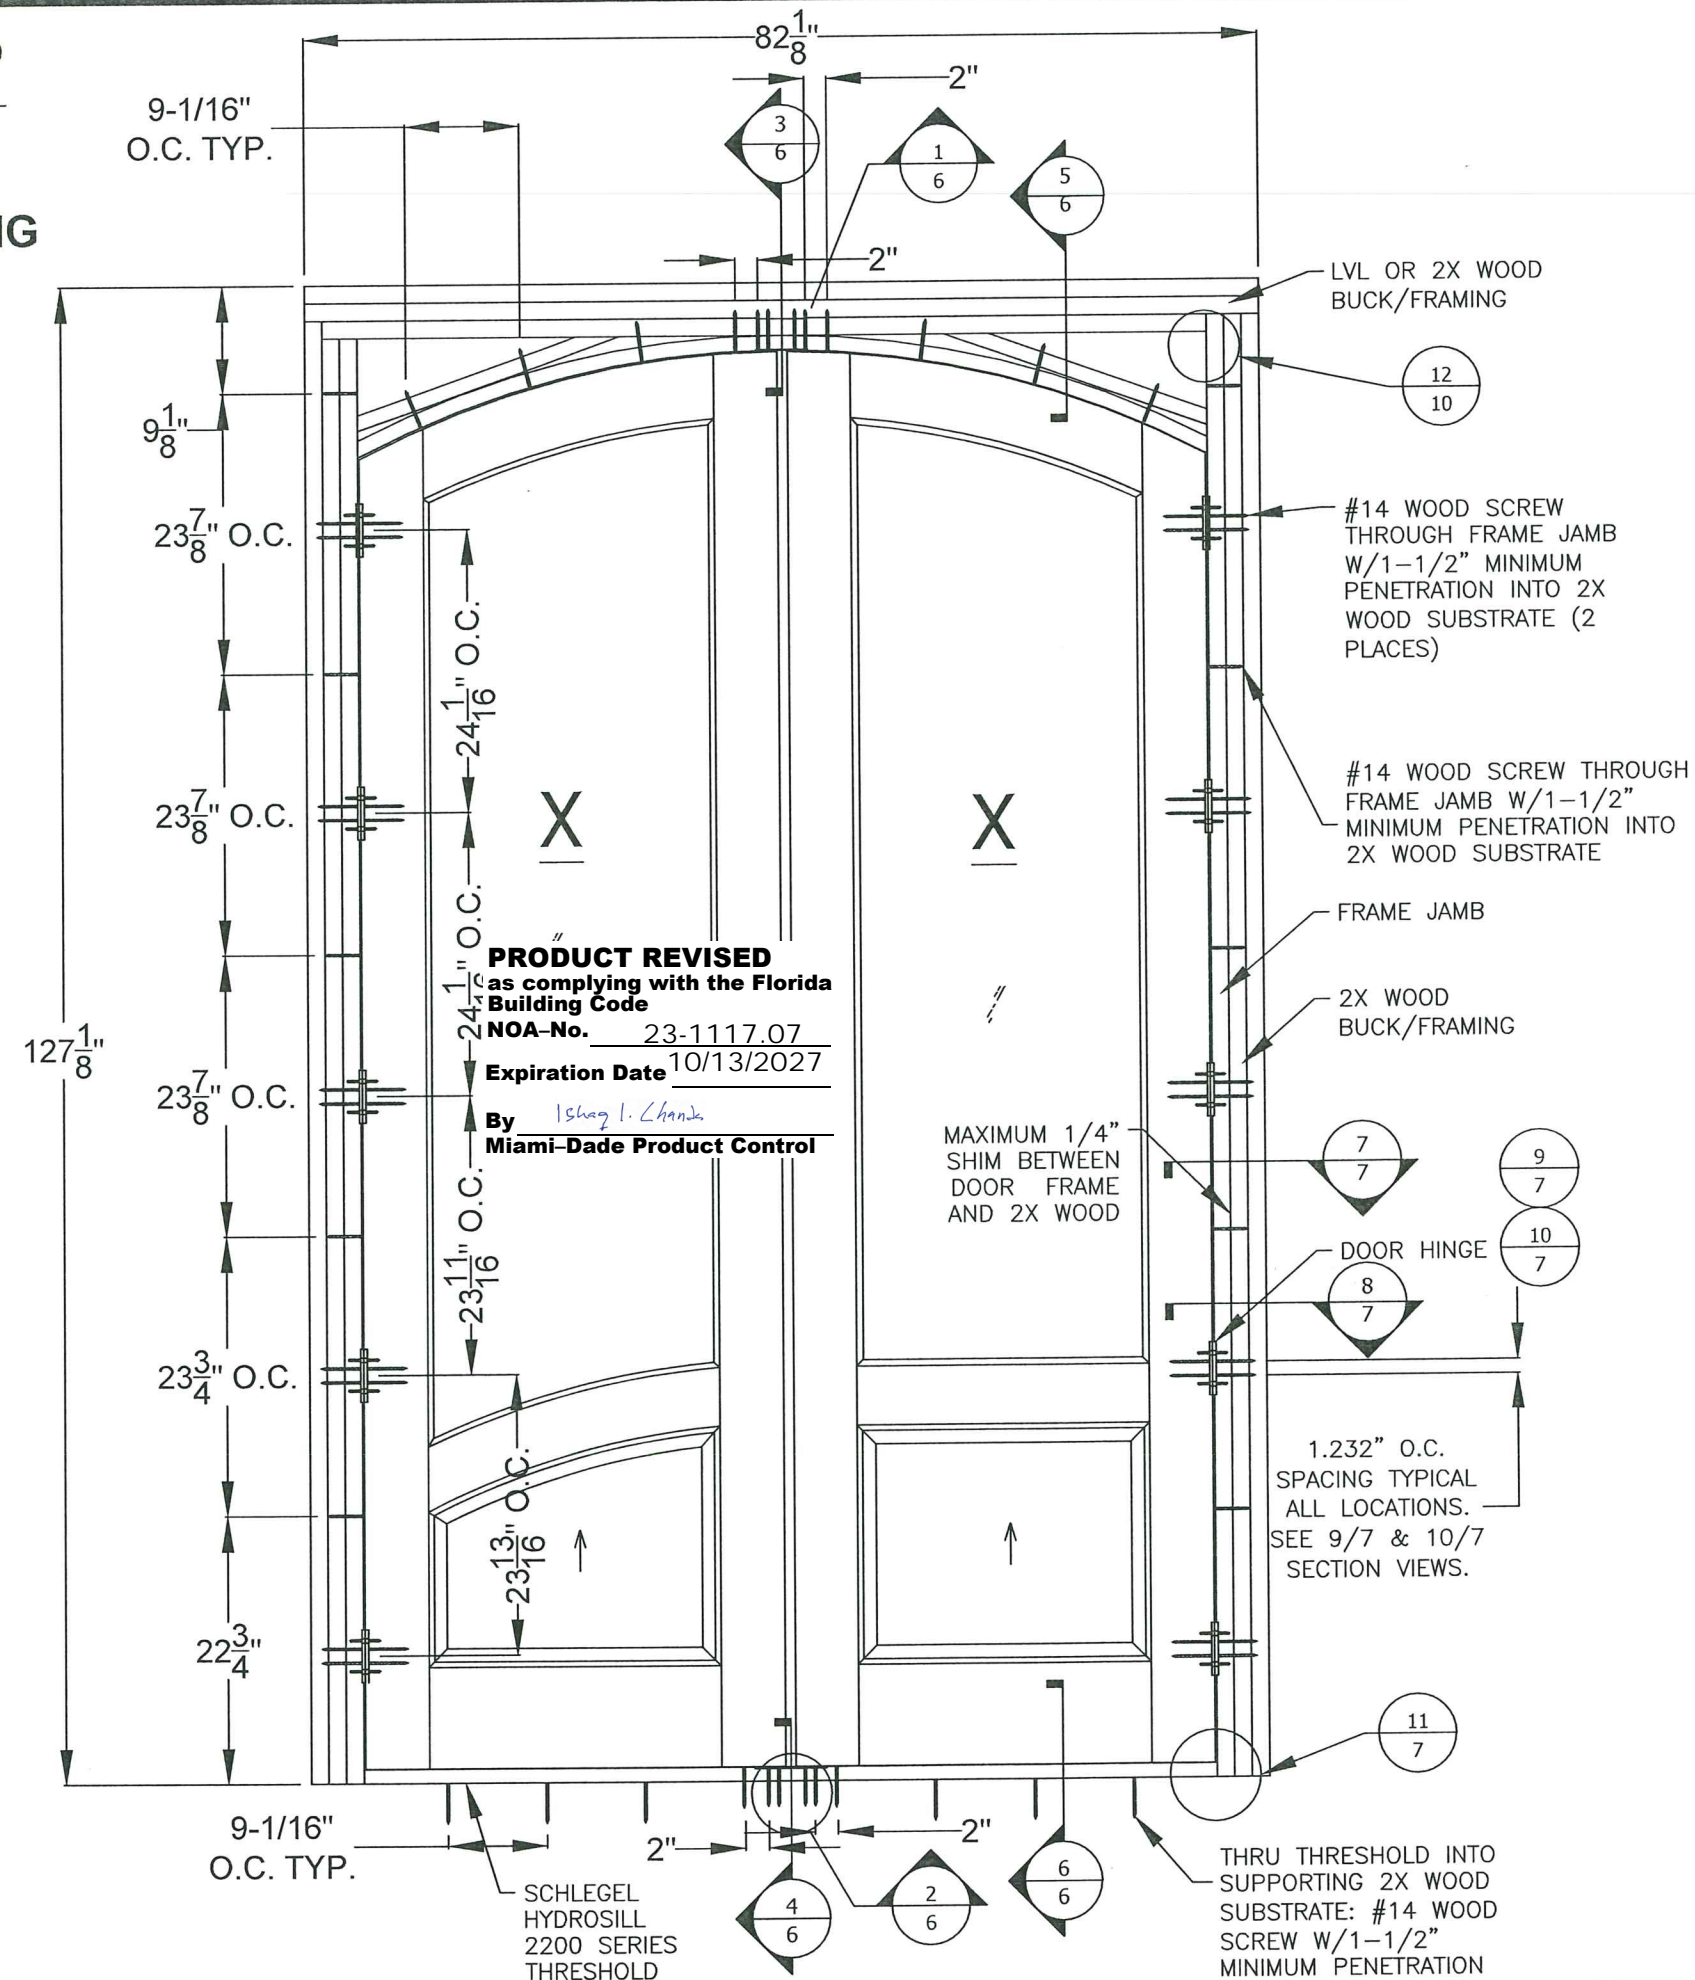 82 1/8"
2"
9-1/16"
O.C. TYP.
3
6
1
6
5
6
2"
LVL OR 2X WOOD
BUCK/FRAMING
12
10
9 1/8"
23 7/8" O.C.
24 1/16" O.C.
#14 WOOD SCREW
THROUGH FRAME JAMB
W/1-1/2" MINIMUM
PENETRATION INTO 2X
WOOD SUBSTRATE (2
PLACES)
23 7/8" O.C.
X
X
#14 WOOD SCREW THROUGH
FRAME JAMB W/1-1/2"
MINIMUM PENETRATION INTO
2X WOOD SUBSTRATE
FRAME JAMB
2X WOOD
BUCK/FRAMING
PRODUCT REVISED
as complying with the Florida
Building Code
NOA-No. 23-1117.07
Expiration Date 10/13/2027
By
Miami-Dade Product Control
127 1/8"
23 7/8" O.C.
23 11/16" O.C.
MAXIMUM 1/4"
SHIM BETWEEN
DOOR FRAME
AND 2X WOOD
7
7
9
7
10
7
DOOR HINGE
8
7
23 3/4" O.C.
23 13/16" O.C.
1.232" O.C.
SPACING TYPICAL
ALL LOCATIONS.
SEE 9/7 & 10/7
SECTION VIEWS.
22 3/4"
11
7
9-1/16"
O.C. TYP.
2"
2"
SCHLEGEL
HYDROSILL
2200 SERIES
THRESHOLD
4
6
2
6
6
6
THRU THRESHOLD INTO
SUPPORTING 2X WOOD
SUBSTRATE: #14 WOOD
SCREW W/1-1/2"
MINIMUM PENETRATION